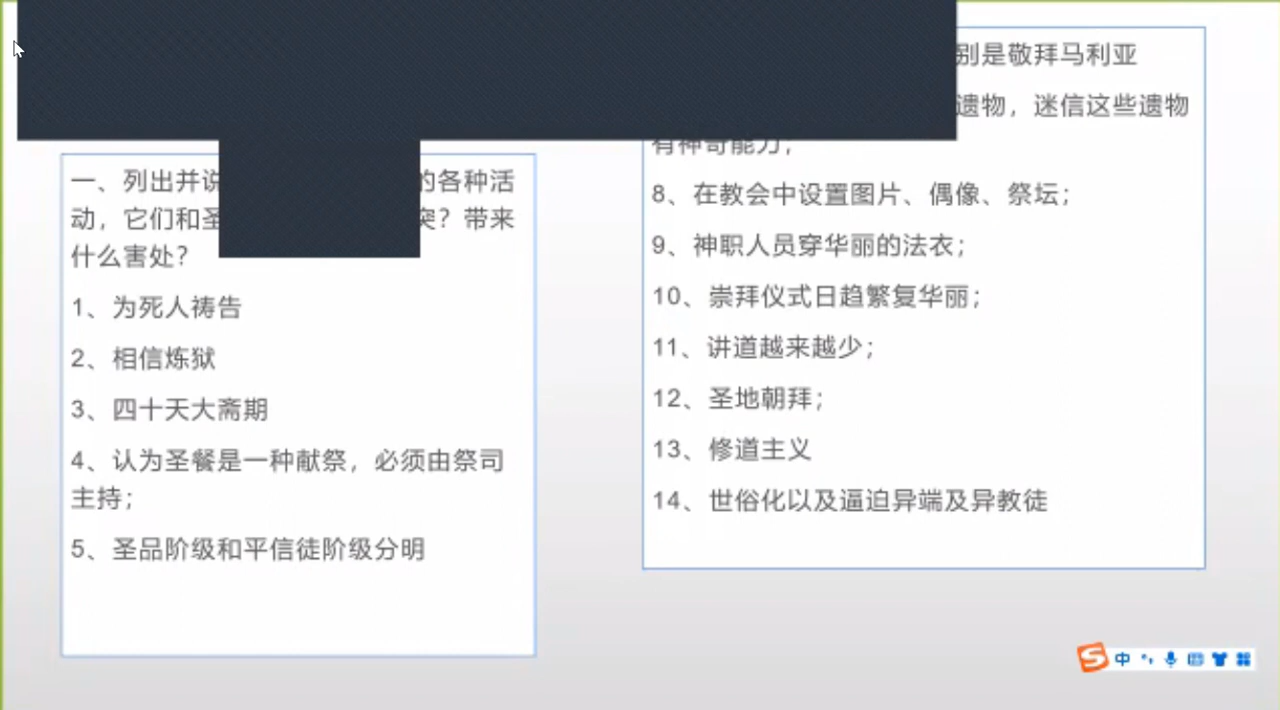 一、列出并说 的各种活
动，它们和圣 突？带来
什么害处？
1、为死人祷告
2、相信炼狱
3、四十天大斋期
4、认为圣餐是一种献祭，必须由祭司
主持；
5、圣品阶级和平信徒阶级分明
别是敬拜马利亚
遗物，迷信这些遗物
有神奇能力；
8、在教会中设置图片、偶像、祭坛；
9、神职人员穿华丽的法衣；
10、崇拜仪式日趋繁复华丽；
11、讲道越来越少；
12、圣地朝拜；
13、修道主义
14、世俗化以及逼迫异端及异教徒
中